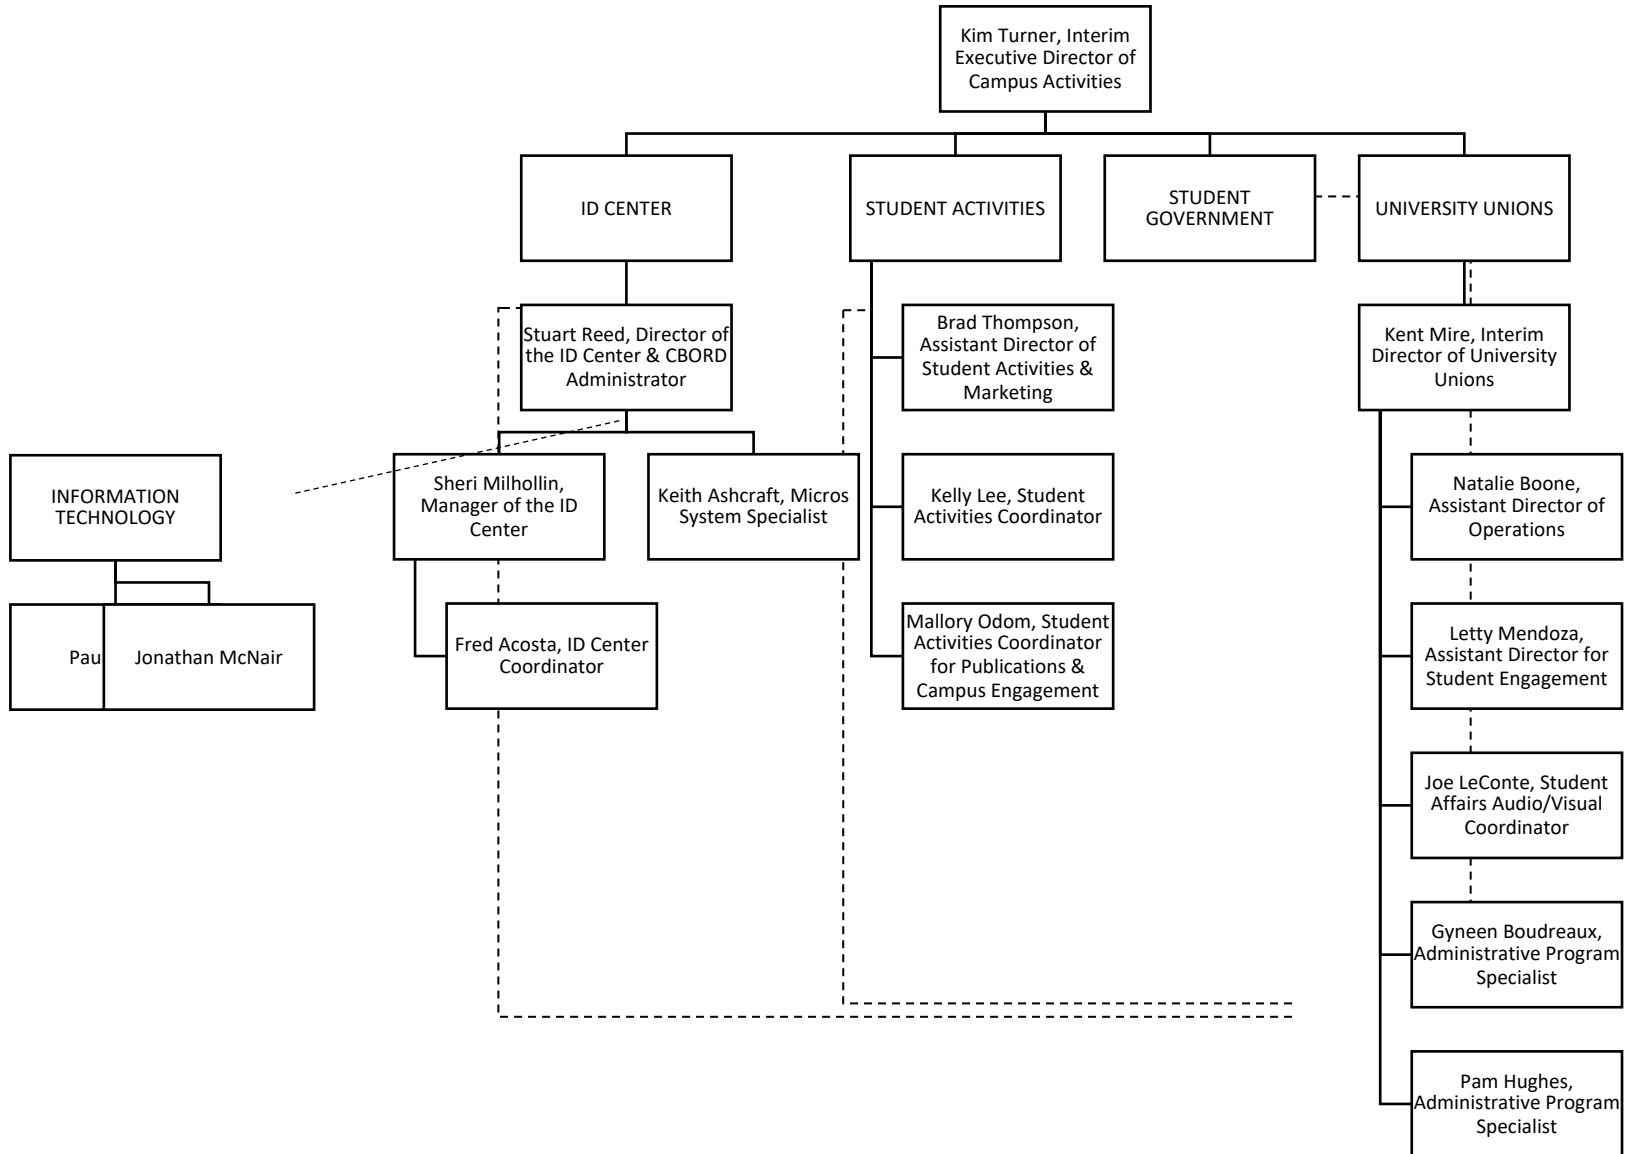 Kim Turner, Interim
Executive Director of
Campus Activities
ID CENTER
STUDENT ACTIVITIES
STUDENT
GOVERNMENT
UNIVERSITY UNIONS
Stuart Reed, Director of
the ID Center & CBORD
Administrator
Brad Thompson,
Assistant Director of
Student Activities &
Marketing
Kent Mire, Interim
Director of University
Unions
INFORMATION
TECHNOLOGY
Sheri Milhollin,
Manager of the ID
Center
Keith Ashcraft, Micros
System Specialist
Kelly Lee, Student
Activities Coordinator
Natalie Boone,
Assistant Director of
Operations
Jonathan McNair
Fred Acosta, ID Center
Coordinator
Mallory Odom, Student
Activities Coordinator
for Publications &
Campus Engagement
Letty Mendoza,
Assistant Director for
Student Engagement
Joe LeConte, Student
Affairs Audio/Visual
Coordinator
Gyneen Boudreaux,
Administrative Program
Specialist
Pam Hughes,
Administrative Program
Specialist